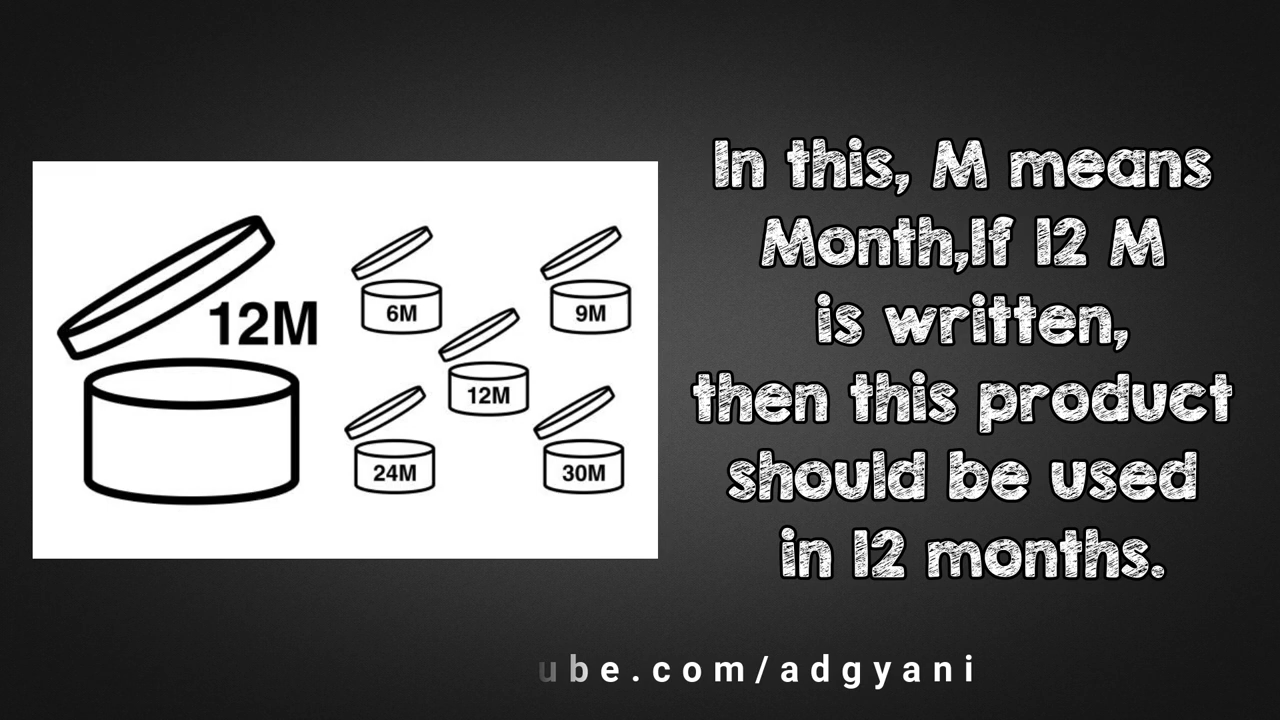 12M
6M
9M
12M
24M
30M
In this, M means
Month,If 12 M
is written,
then this product
should be used
in 12 months.
ube.com/adgyani